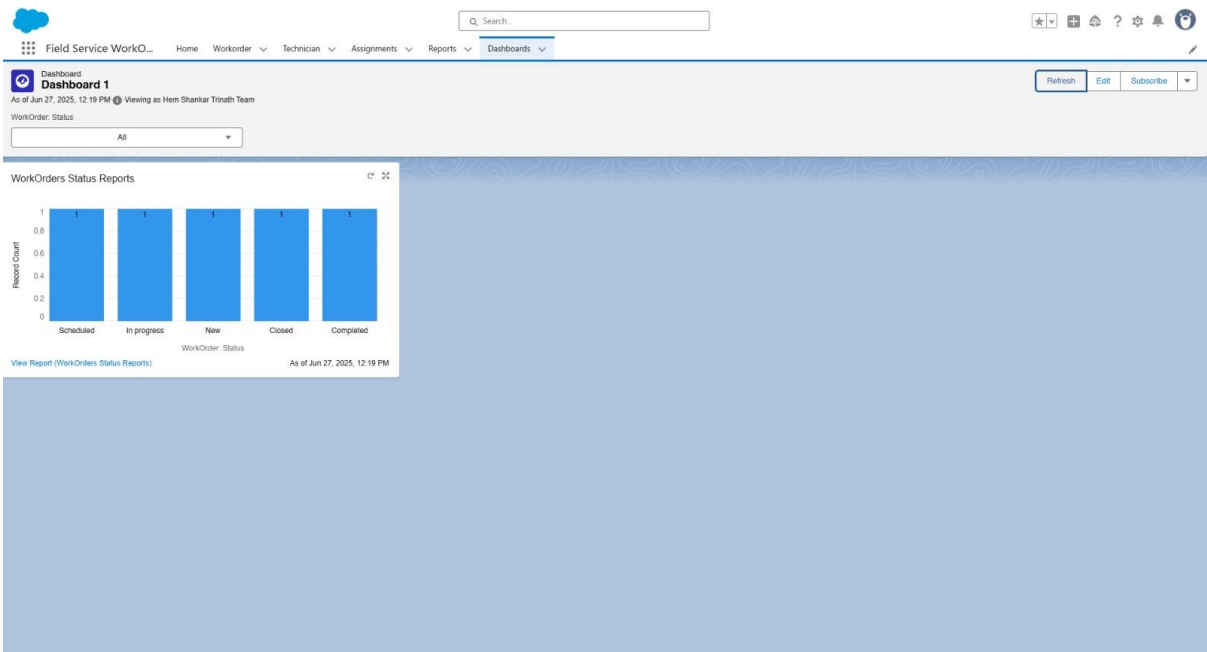 Search...
Field Service WorkO... Home Workorder Technician Assignments Reports Dashboards
Dashboard
Dashboard 1
As of Jun 27, 2025, 12:19 PM Viewing as Hem Shankar Trinath Team
Refresh Edit Subscribe
WorkOrder: Status
All
WorkOrders Status Reports
Record Count
1
0.8
0.6
0.4
0.2
0
1 1 1 1 1
Scheduled In progress New Closed Completed
WorkOrder: Status
View Report (WorkOrders Status Reports) As of Jun 27, 2025, 12:19 PM